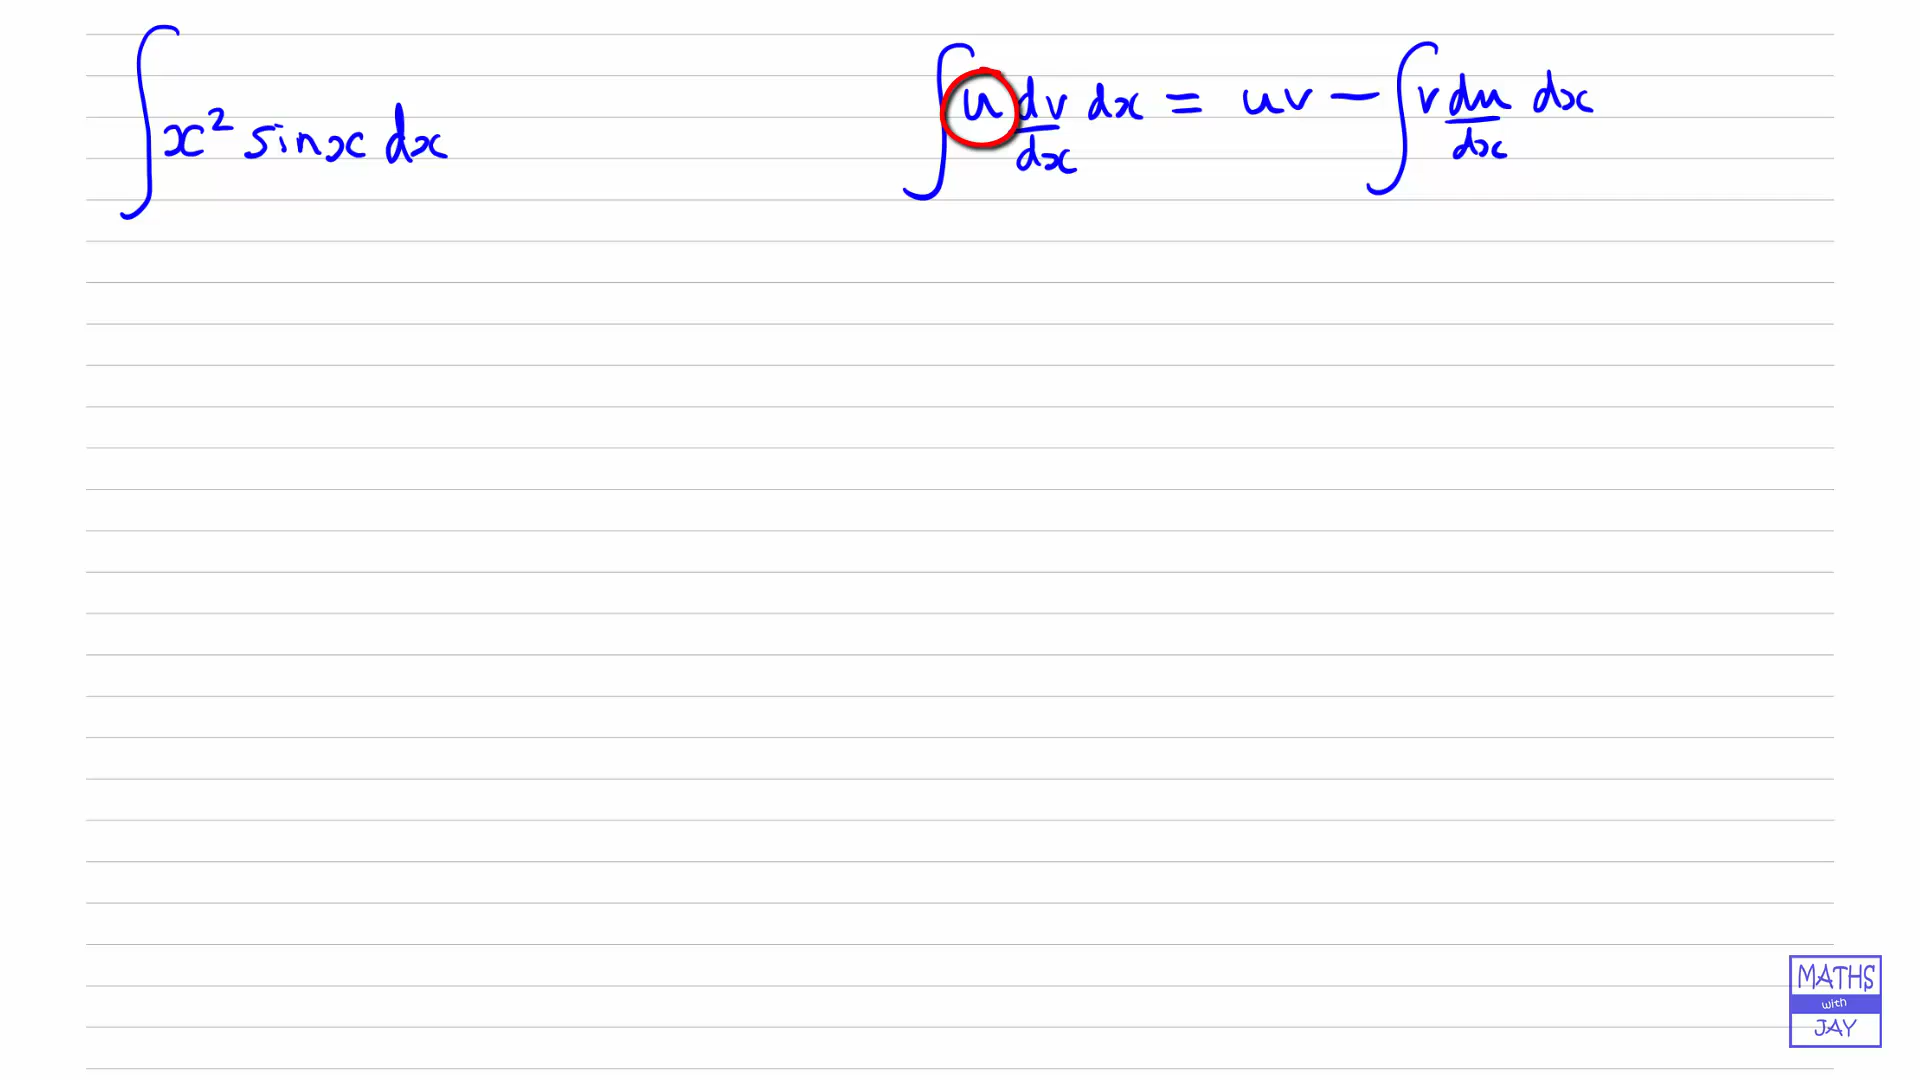 ∫ x² sinx dx
∫ u dv/dx dx = uv − ∫ v du/dx dx
MATHS
with
JAY